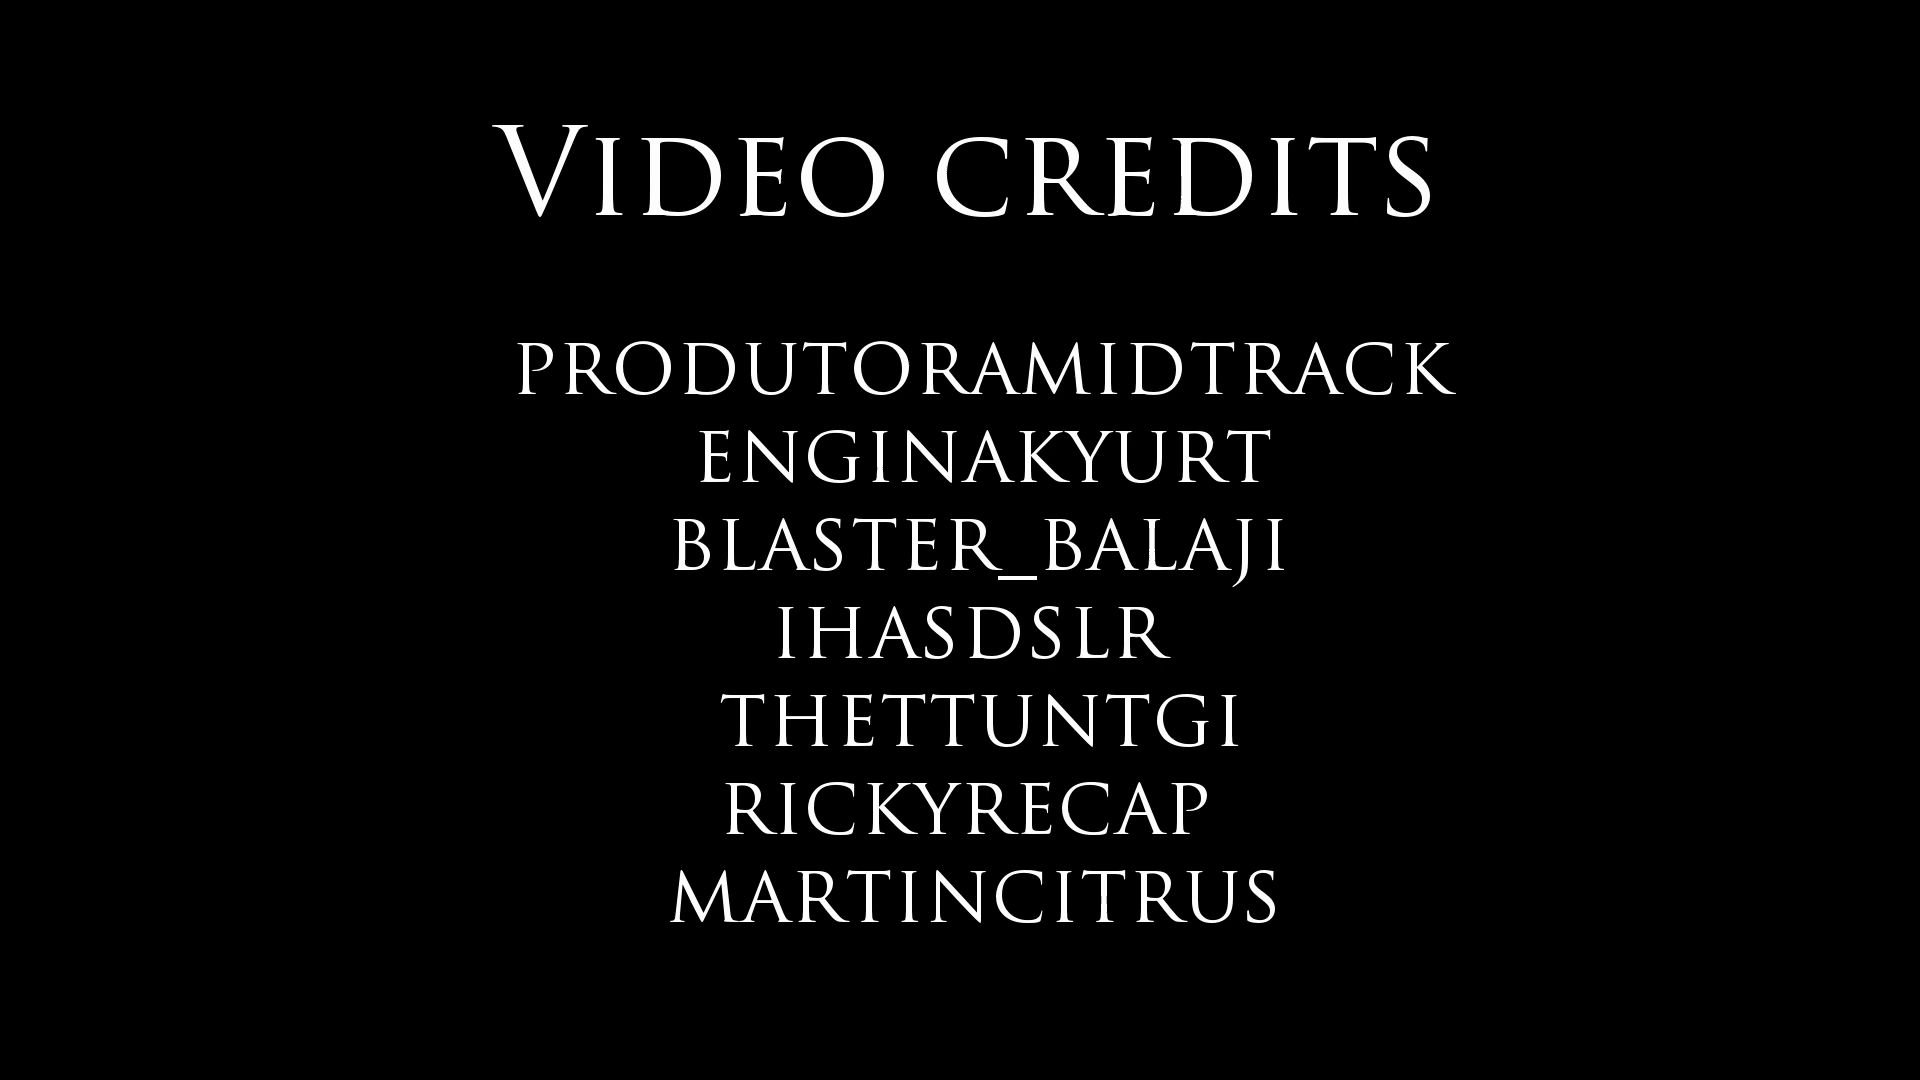 VIDEO CREDITS
PRODUTORAMIDTRACK
ENGINAKYURT
BLASTER_BALAJI
IHASDSLR
THETTUNTGI
RICKYRECAP
MARTINCITRUS